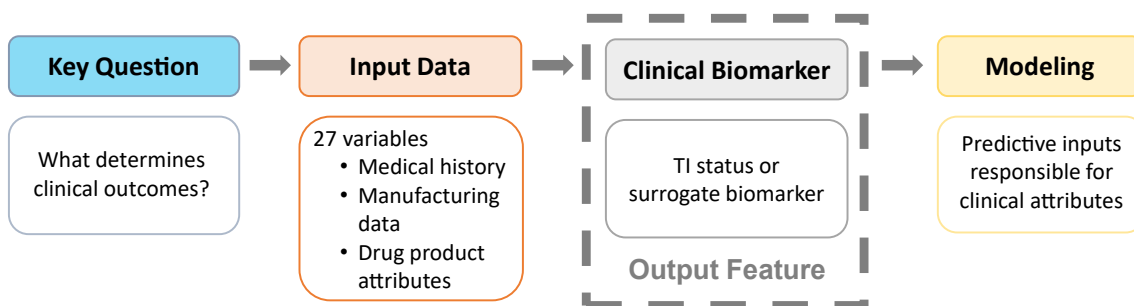 Key Question
What determines
clinical outcomes?
Input Data
27 variables
• Medical history
• Manufacturing
data
• Drug product
attributes
Clinical Biomarker
TI status or
surrogate biomarker
Output Feature
Modeling
Predictive inputs
responsible for
clinical attributes